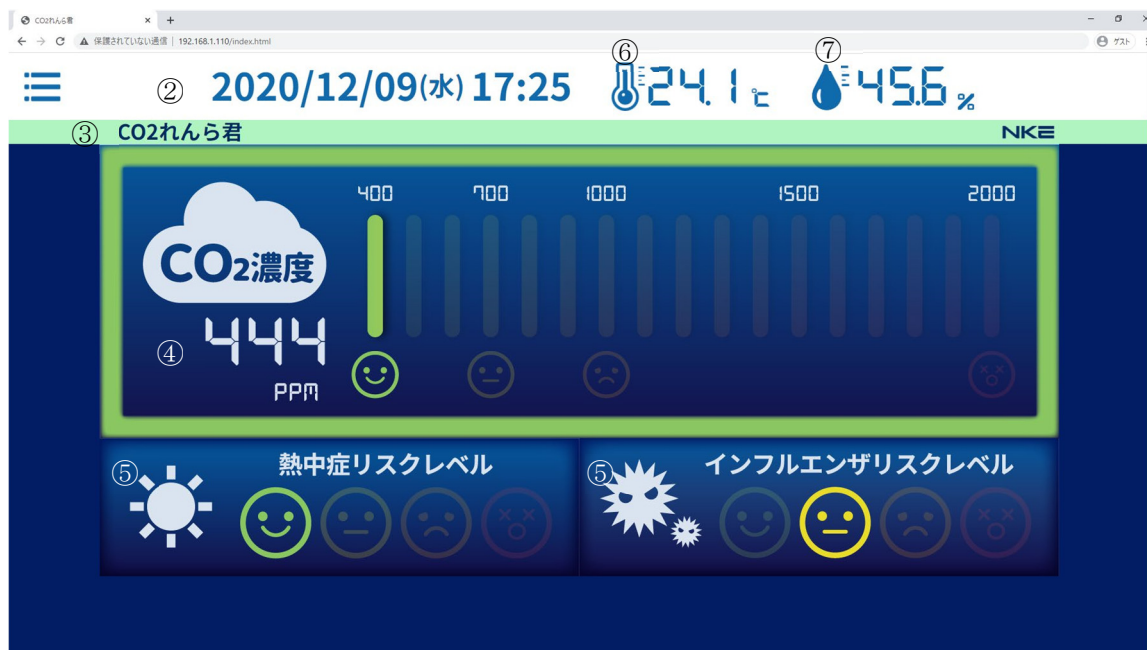 CO2れんら君
保護されていない通信 | 192.168.1.110/index.html
ゲスト
② 2020/12/09(水) 17:25 ⑥ 24.1 ℃ ⑦ 45.6 %
③ CO2れんら君 NKE
400 700 1000 1500 2000
CO2濃度
④ 444
PPM
⑤ 熱中症リスクレベル
⑤ インフルエンザリスクレベル